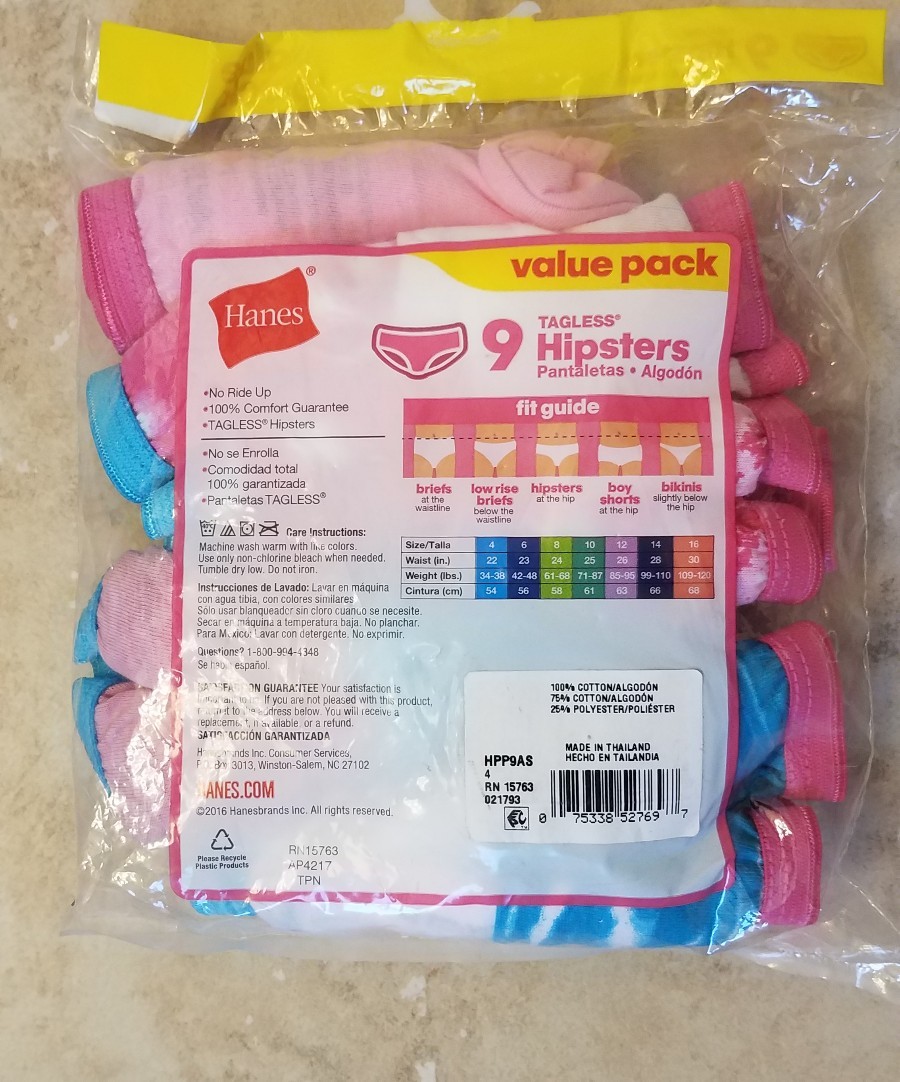 value pack
Hanes®
9 TAGLESS®
Hipsters
Pantaletas • Algodón
•No Ride Up
•100% Comfort Guarantee
•TAGLESS® Hipsters
•No se Enrolla
•Comodidad total
100% garantizada
•Pantaletas TAGLESS®
fit guide
briefs at the waistline
low rise briefs below the waistline
hipsters at the hip
boy shorts at the hip
bikinis slightly below the hip
Size/Talla 4 6 8 10 12 14 16
Waist (in.) 22 23 24 25 26 28 30
Weight (lbs.) 34-38 42-48 61-68 71-87 85-95 99-110 109-120
Cintura (cm) 54 56 58 61 63 66 68
Care Instructions:
Machine wash warm with like colors.
Use only non-chlorine bleach when needed.
Tumble dry low. Do not iron.
Instrucciones de Lavado: Lavar en máquina
con agua tibia, con colores similares.
Sólo usar blanqueador sin cloro cuando se necesite.
Secar en máquina a temperatura baja. No planchar.
Para México: Lavar con detergente. No exprimir.
Questions? 1-800-994-4348
Se habla español.
SATISFACTION GUARANTEE Your satisfaction is
important to us. If you are not pleased with this product,
return it to the address below. You will receive a
replacement, if available, or a refund.
SATISFACCIÓN GARANTIZADA
Hanesbrands Inc. Consumer Services,
P.O. Box 3013, Winston-Salem, NC 27102
HANES.COM
©2016 Hanesbrands Inc. All rights reserved.
Please Recycle
Plastic Products
RN15763
AP4217
TPN
100% COTTON/ALGODÓN
75% COTTON/ALGODÓN
25% POLYESTER/POLIÉSTER
MADE IN THAILAND
HECHO EN TAILANDIA
HPP9AS
4
RN 15763
021793
0 75338 52769 7